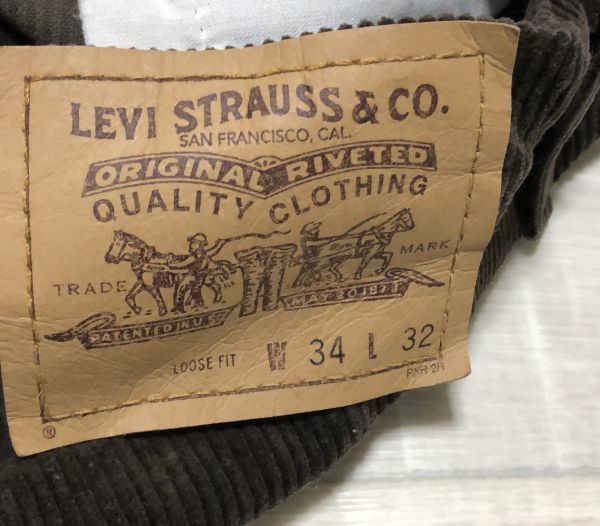 LEVI STRAUSS & CO.
SAN FRANCISCO, CAL.
ORIGINAL RIVETED
QUALITY CLOTHING
TRADE MARK
PATENTED IN U.S. MAY 20 1873
LOOSE FIT W 34 L 32
®